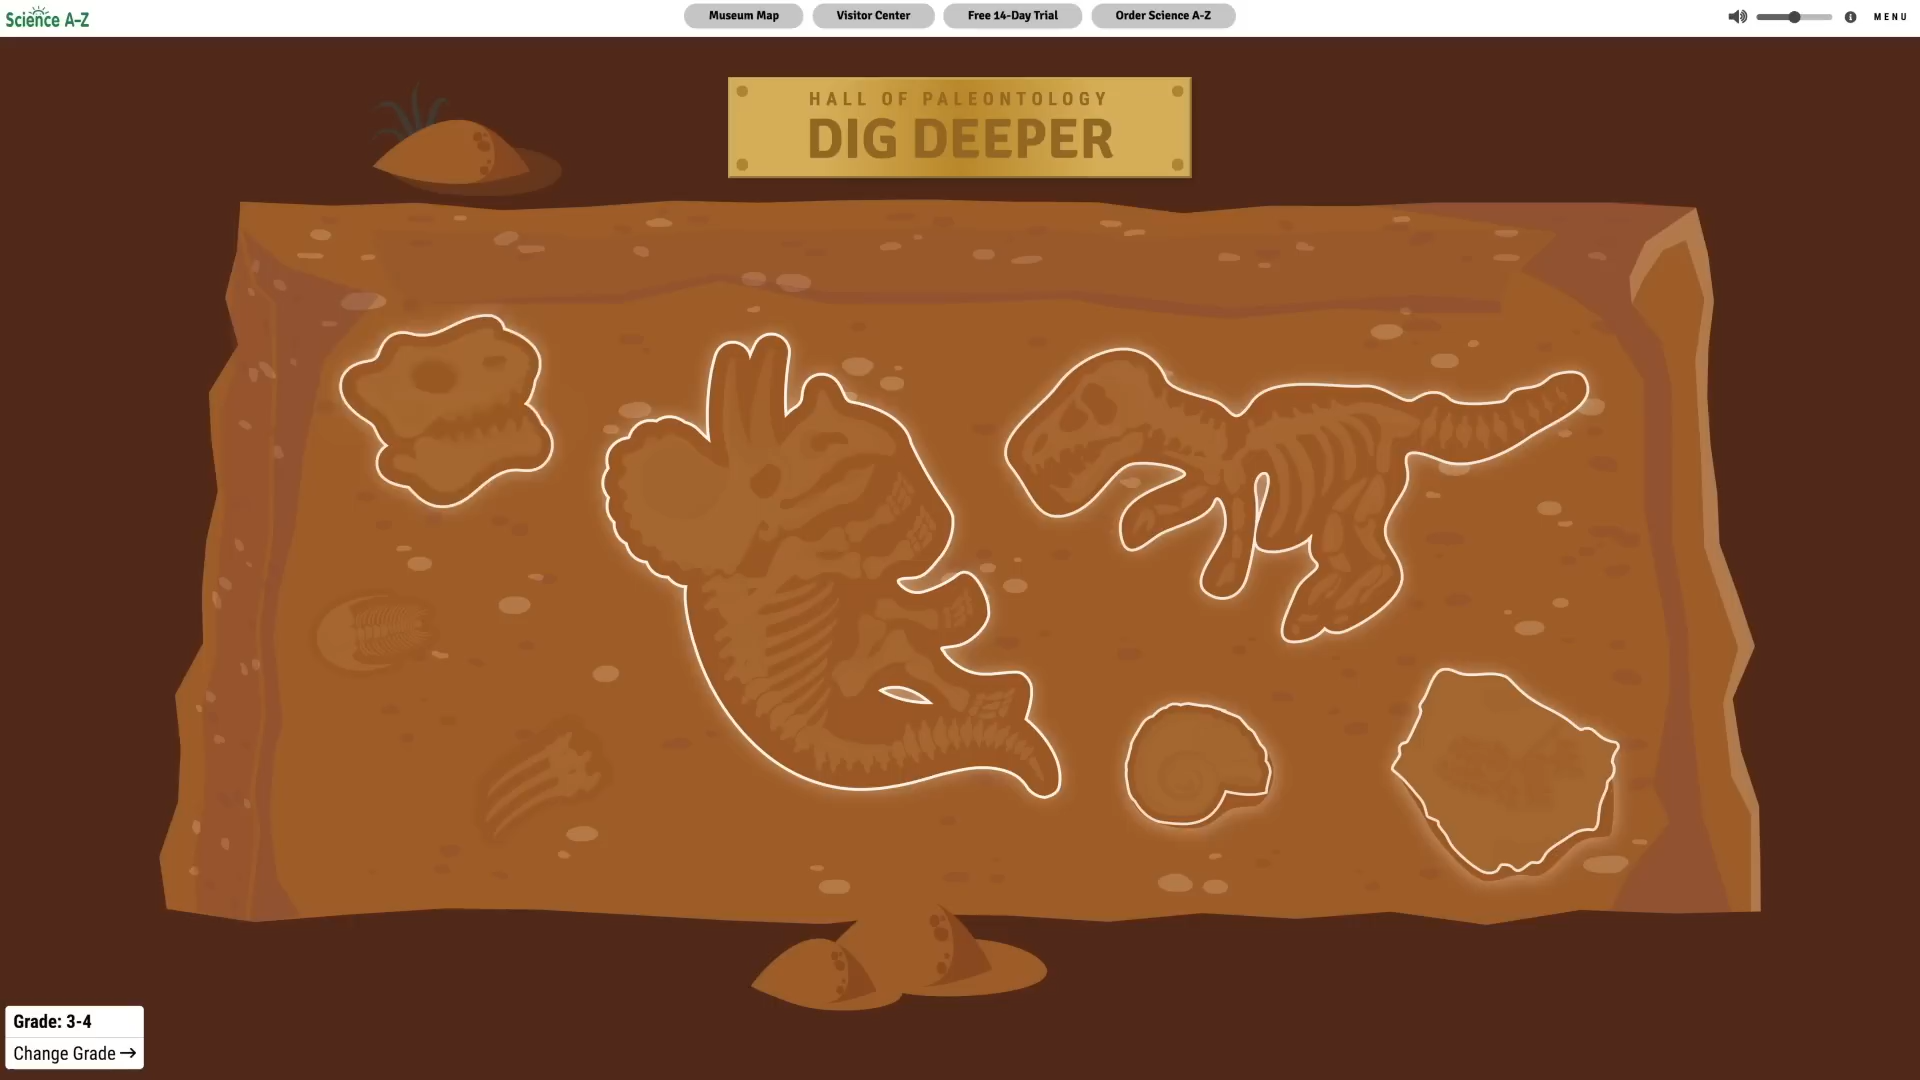 Science A-Z
Museum Map
Visitor Center
Free 14-Day Trial
Order Science A-Z
MENU
HALL OF PALEONTOLOGY
DIG DEEPER
Grade: 3-4
Change Grade →